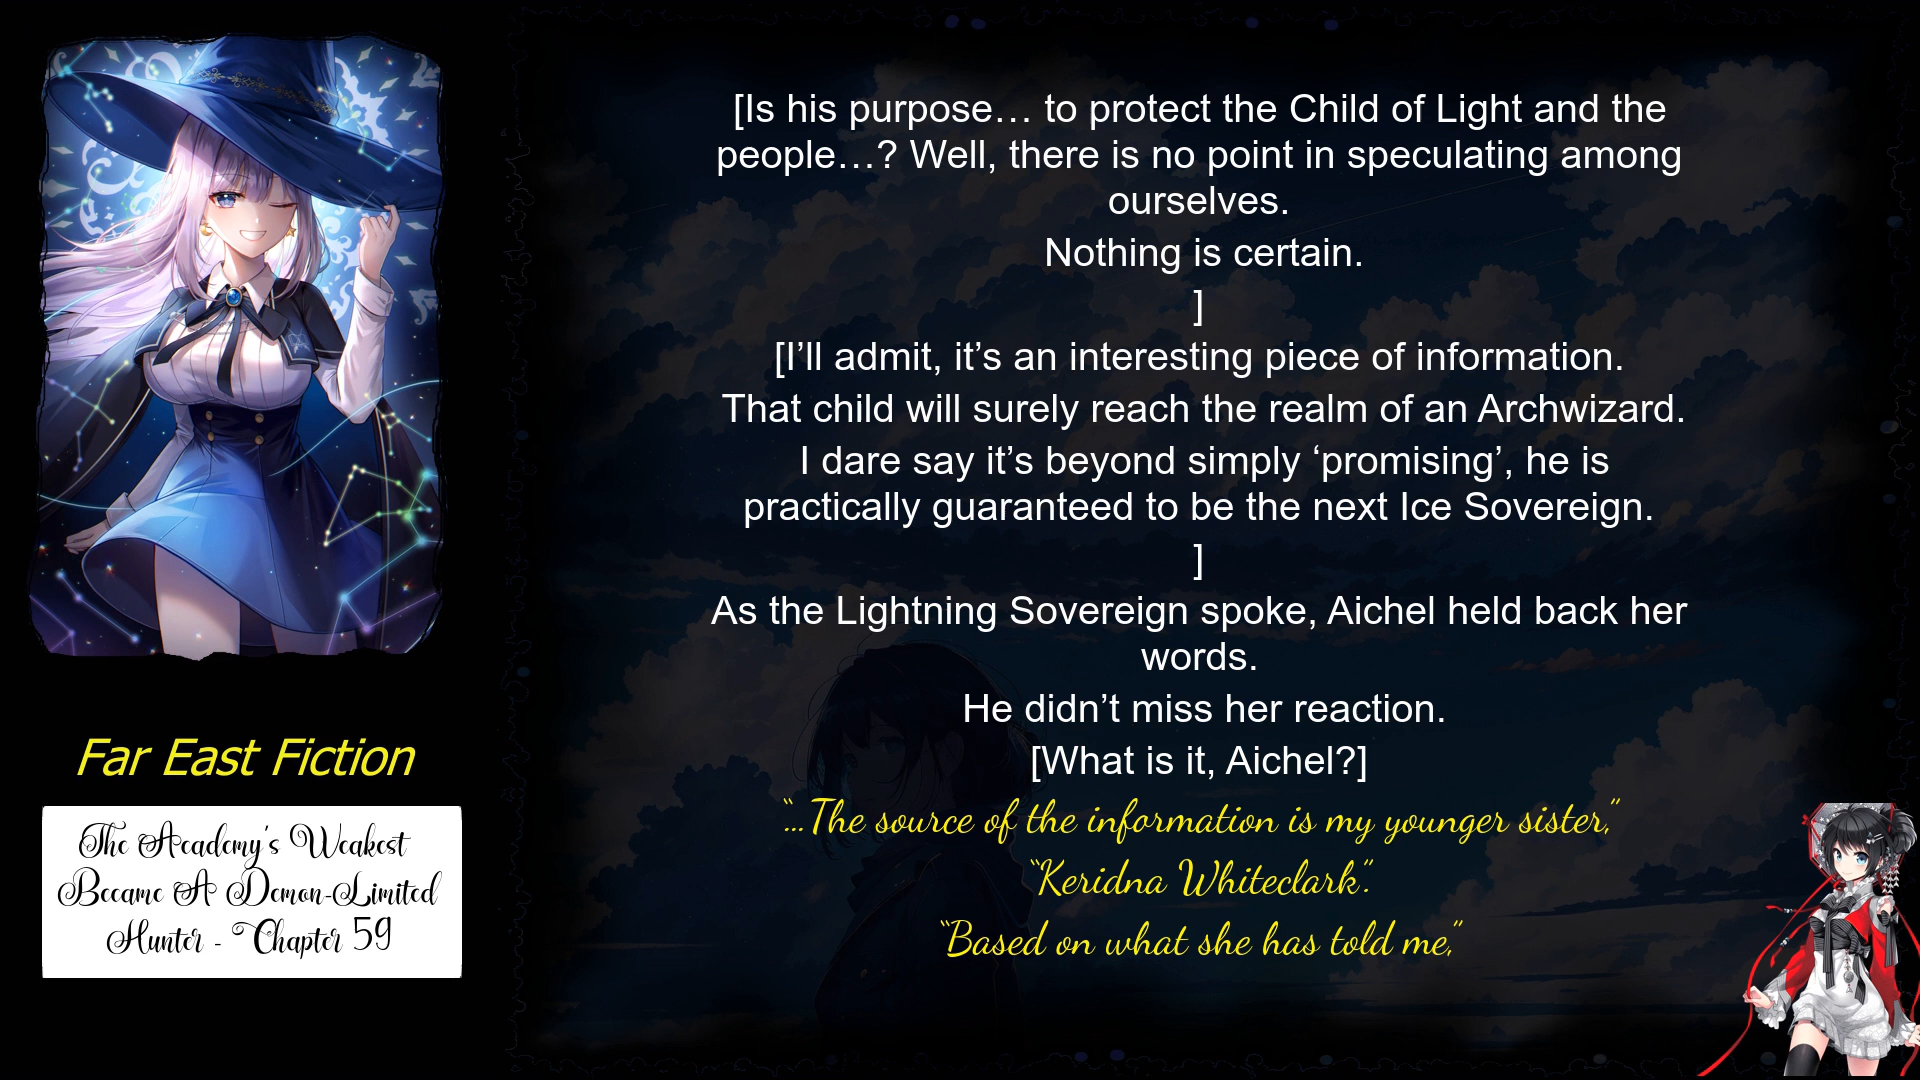 [Is his purpose… to protect the Child of Light and the
people…? Well, there is no point in speculating among
ourselves.
Nothing is certain.
]
[I’ll admit, it’s an interesting piece of information.
That child will surely reach the realm of an Archwizard.
I dare say it’s beyond simply ‘promising’, he is
practically guaranteed to be the next Ice Sovereign.
]
As the Lightning Sovereign spoke, Aichel held back her
words.
He didn’t miss her reaction.
[What is it, Aichel?]
“…The source of the information is my younger sister,”
“Keridna Whiteclark”.
“Based on what she has told me,”
Far East Fiction
The Academy's Weakest
Became A Demon-Limited
Hunter - Chapter 59